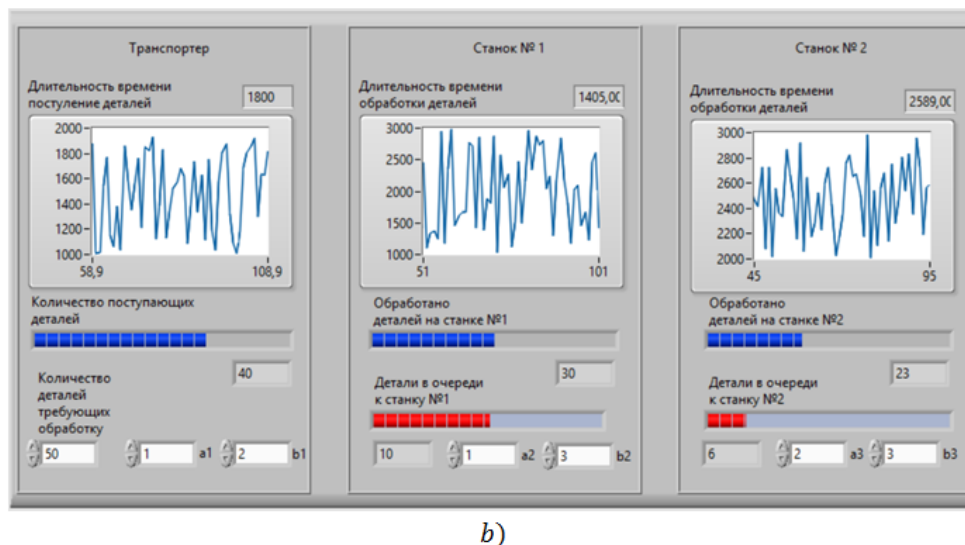 Транспортер
Длительность времени
поступление деталей
1800
2000
1800
1600
1400
1200
1000
58,9
108,9
Количество поступающих
деталей
40
Количество
деталей
требующих
обработку
50
1
a1
2
b1
Станок № 1
Длительность времени
обработки деталей
1405,00
3000
2500
2000
1500
1000
51
101
Обработано
деталей на станке №1
30
Детали в очереди
к станку №1
10
1
a2
3
b2
Станок № 2
Длительность времени
обработки деталей
2589,00
3000
2800
2600
2400
2200
2000
45
95
Обработано
деталей на станке №2
23
Детали в очереди
к станку №2
6
2
a3
3
b3
b)